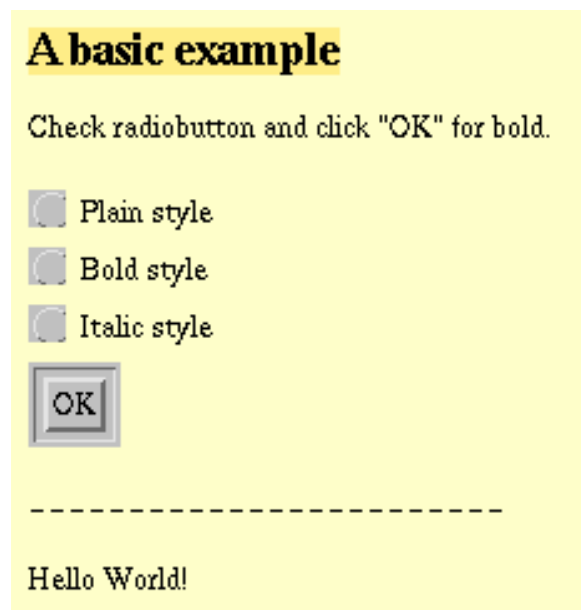 A basic example
Check radiobutton and click "OK" for bold.
Plain style
Bold style
Italic style
OK
------------------------
Hello World!